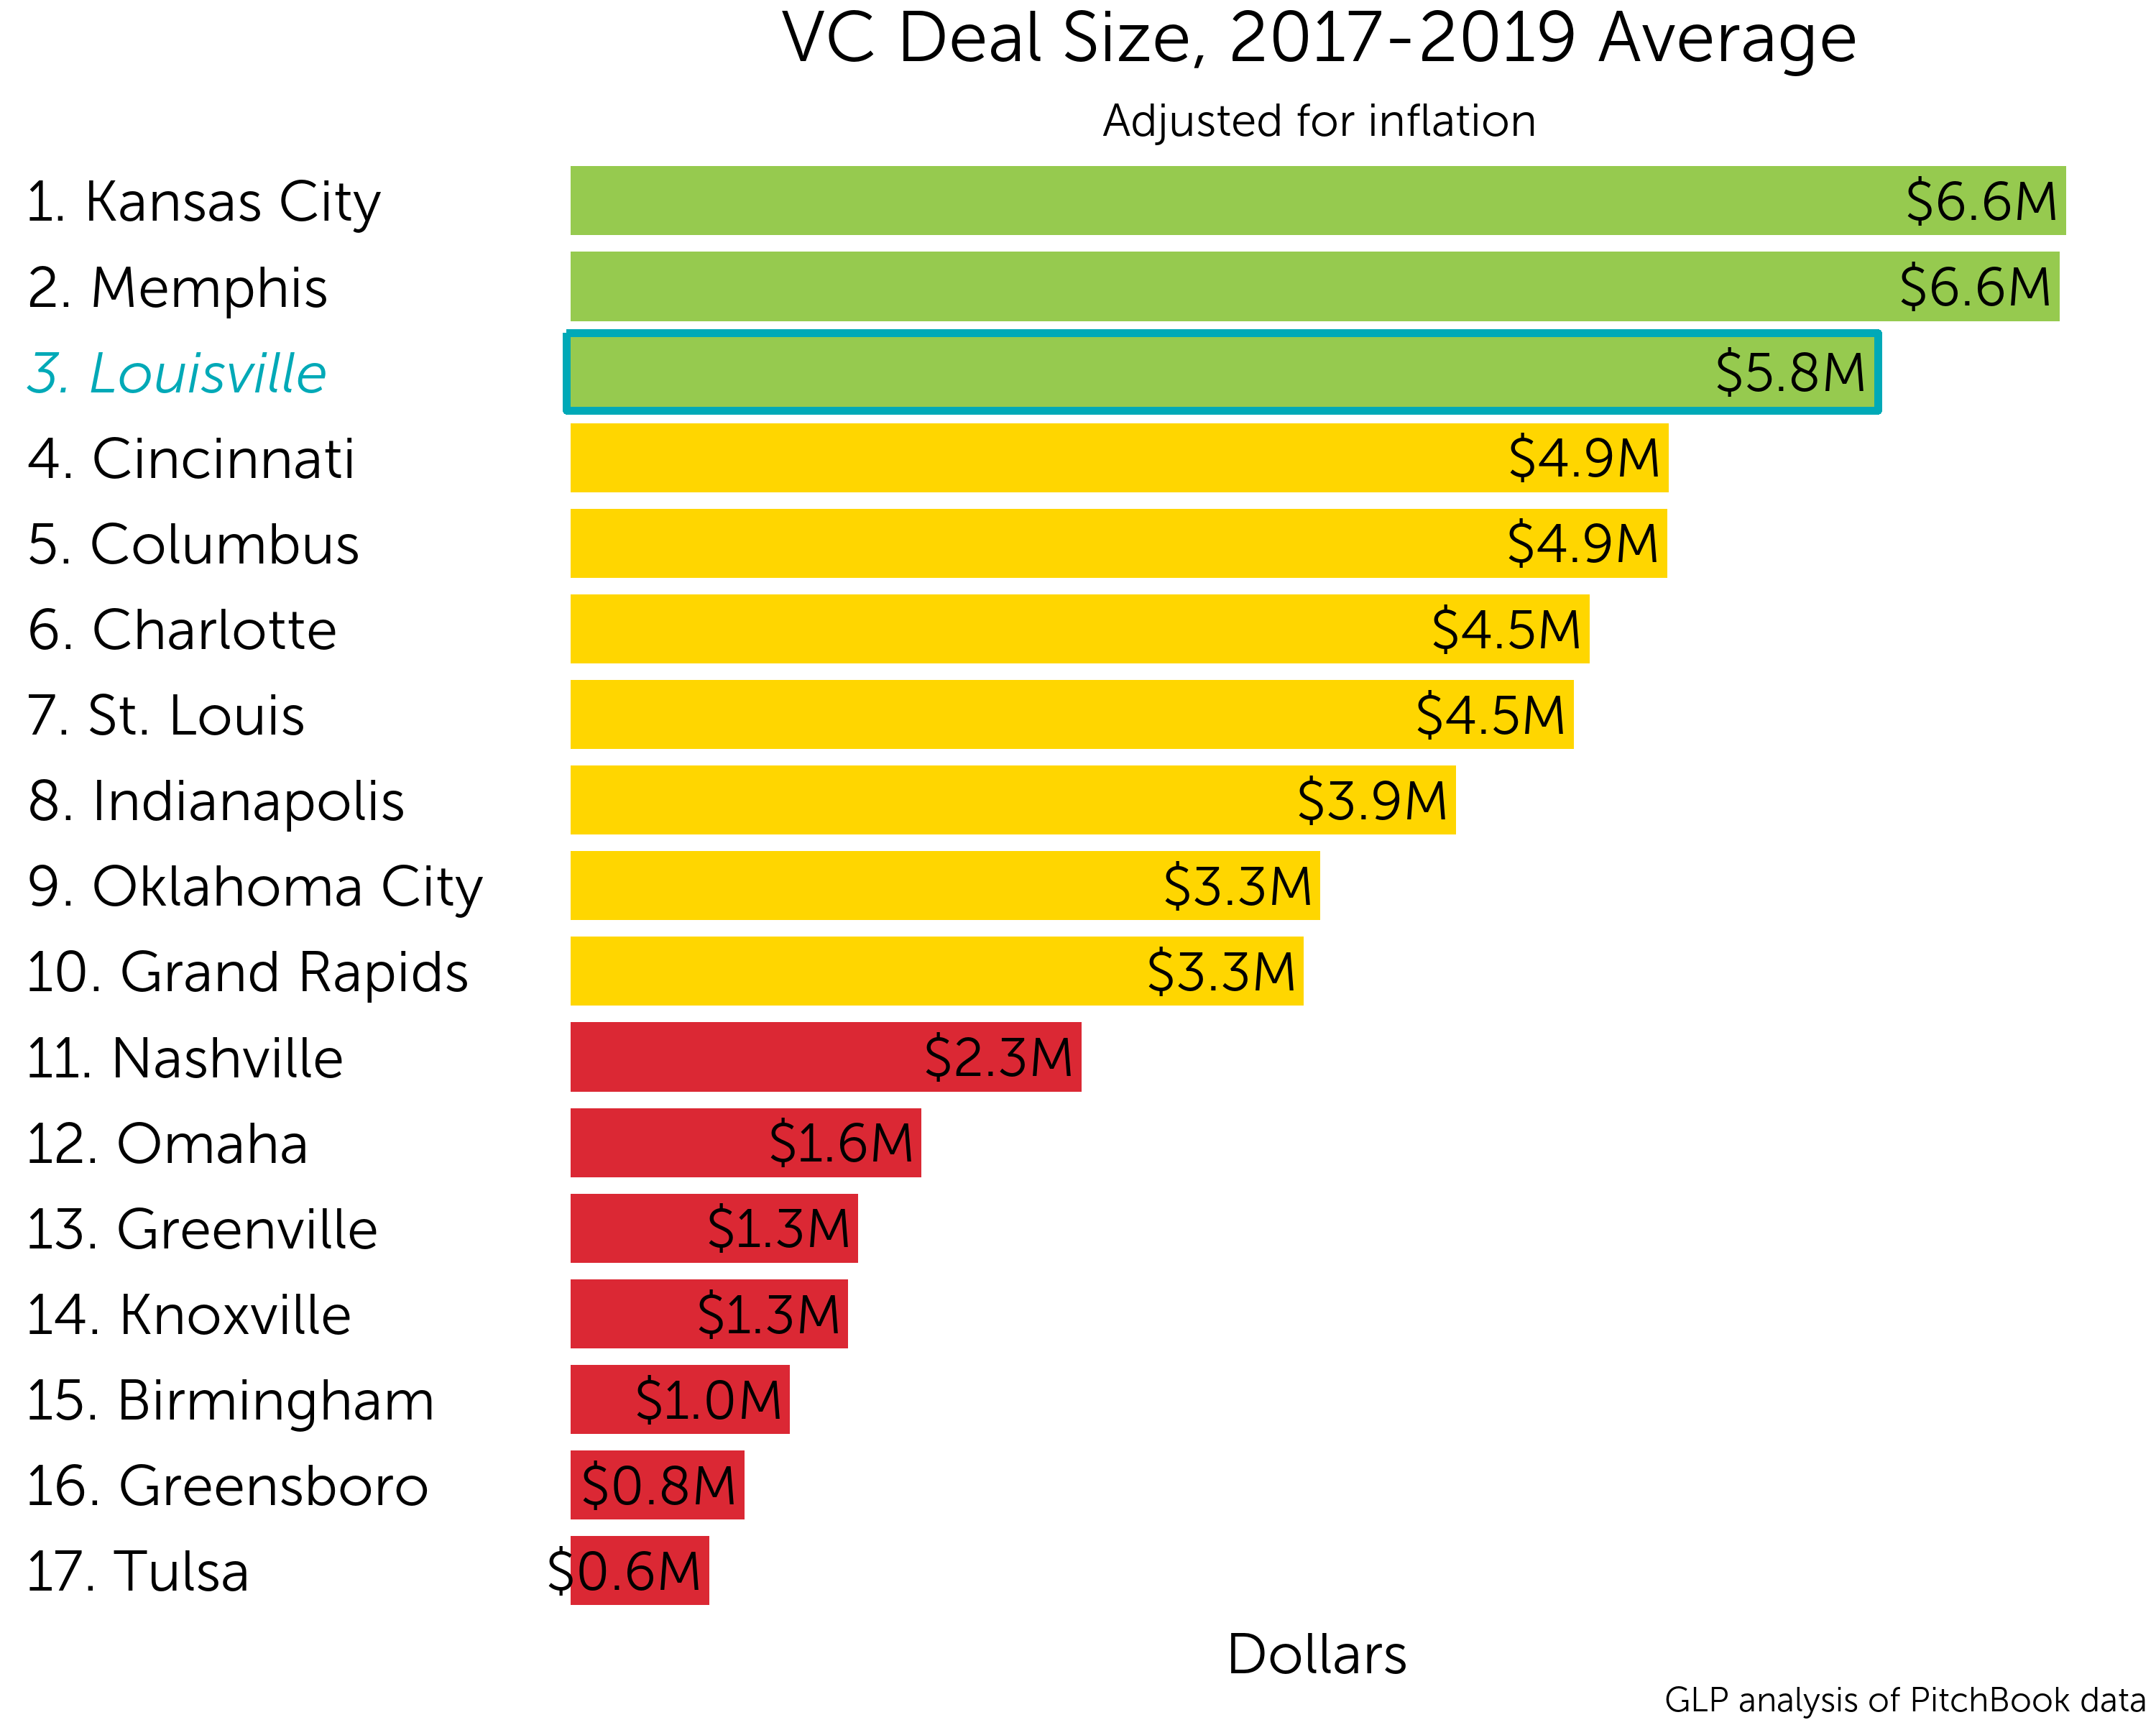 VC Deal Size, 2017-2019 Average
Adjusted for inflation
1. Kansas City $6.6M
2. Memphis $6.6M
3. Louisville $5.8M
4. Cincinnati $4.9M
5. Columbus $4.9M
6. Charlotte $4.5M
7. St. Louis $4.5M
8. Indianapolis $3.9M
9. Oklahoma City $3.3M
10. Grand Rapids $3.3M
11. Nashville $2.3M
12. Omaha $1.6M
13. Greenville $1.3M
14. Knoxville $1.3M
15. Birmingham $1.0M
16. Greensboro $0.8M
17. Tulsa $0.6M
Dollars
GLP analysis of PitchBook data